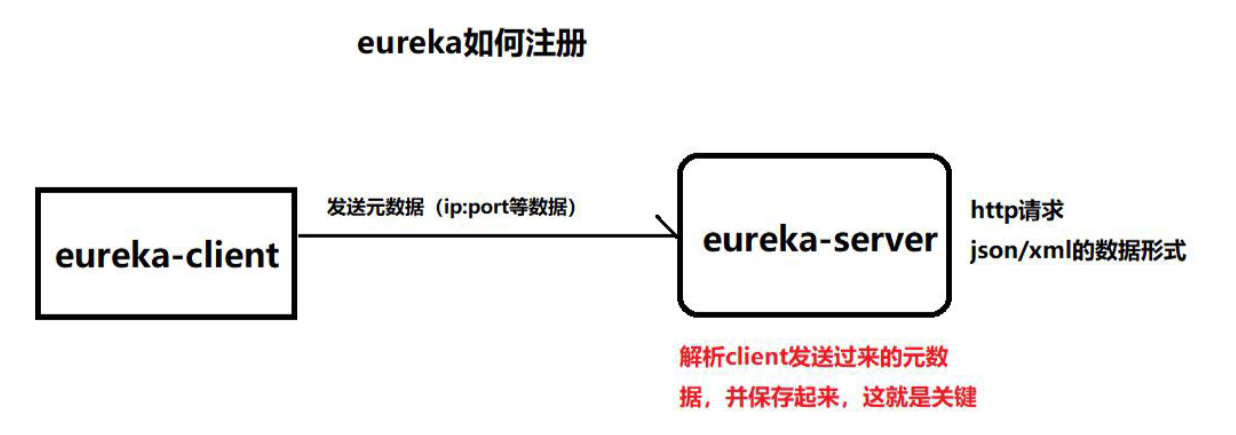 eureka如何注册
发送元数据（ip:port等数据）
eureka-client
eureka-server
http请求
json/xml的数据形式
解析client发送过来的元数
据，并保存起来，这就是关键